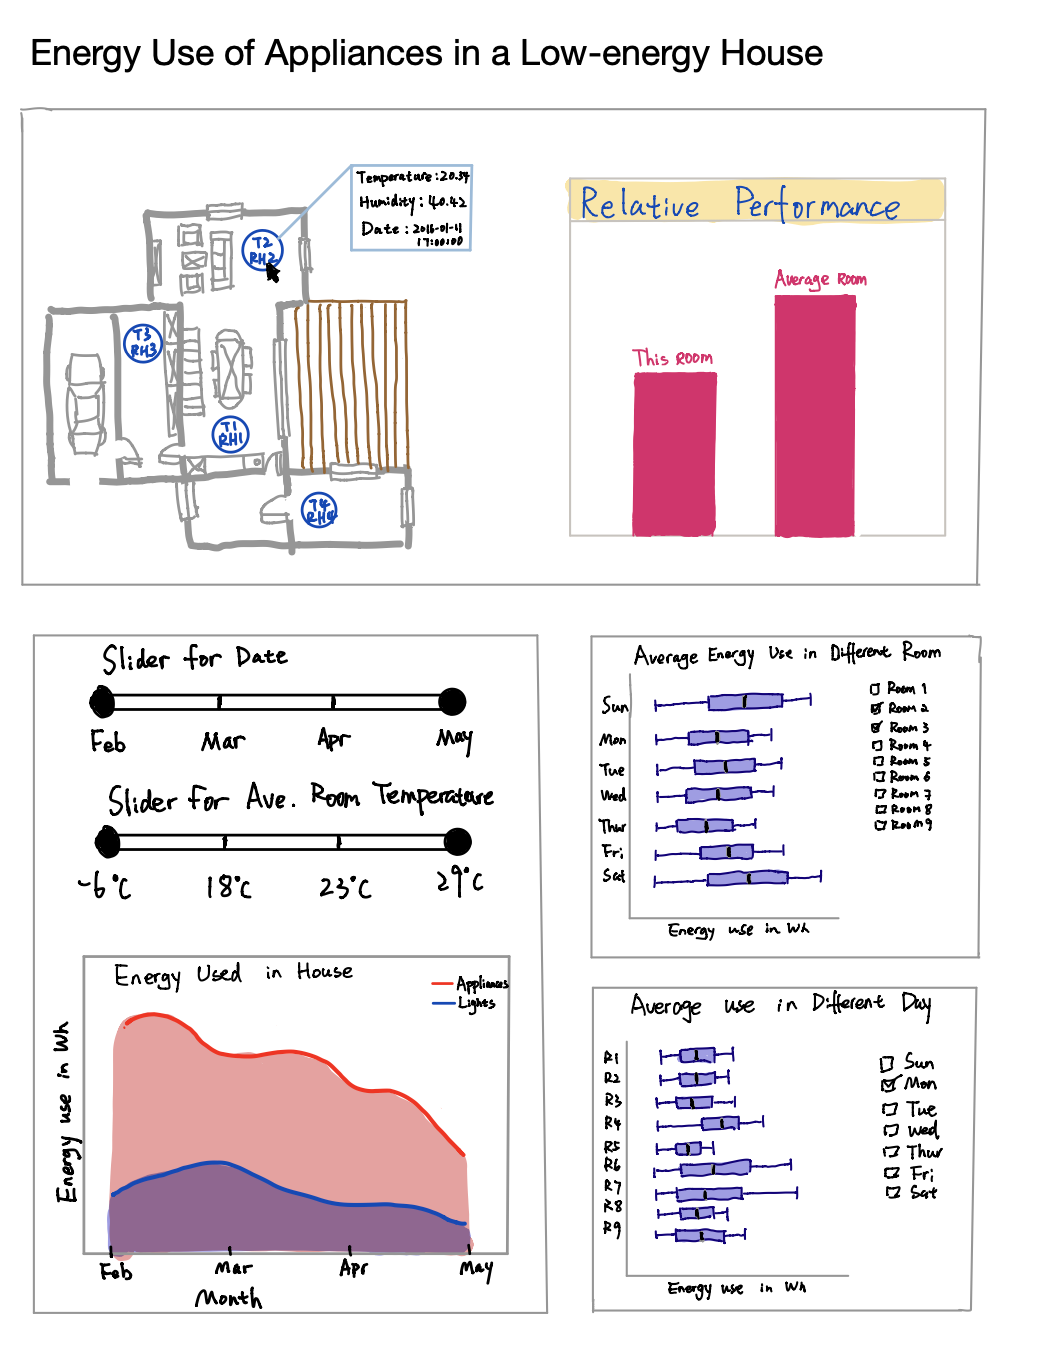 Energy Use of Appliances in a Low-energy House
Temperature : 20.34
Humidity : 40.42
Date : 2016-01-11
17:00:00
T2
RH2
T3
RH3
T1
RH1
T4
RH4
Relative Performance
Average Room
This Room
Slider for Date
Feb Mar Apr May
Slider for Ave. Room Temperature
-6°C 18°C 23°C 29°C
Energy Used in House
Appliances
Lights
Energy use in Wh
Feb Mar Apr May
Month
Average Energy Use in Different Room
Sun
Mon
Tue
Wed
Thur
Fri
Sat
Energy use in Wh
Room 1
Room 2
Room 3
Room 4
Room 5
Room 6
Room 7
Room 8
Room 9
Average use in Different Day
R1
R2
R3
R4
R5
R6
R7
R8
R9
Energy use in Wh
Sun
Mon
Tue
Wed
Thur
Fri
Sat